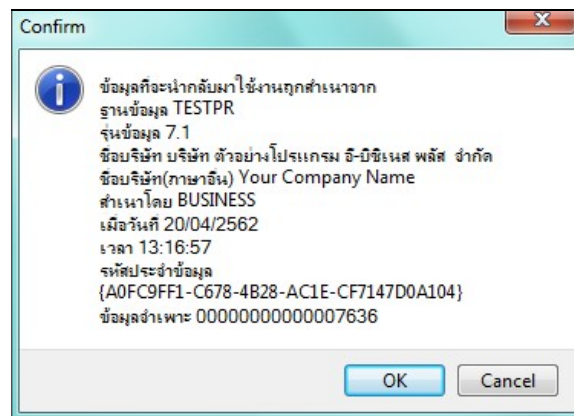 Confirm
ข้อมูลที่จะนำกลับมาใช้งานถูกสำเนาจาก
ฐานข้อมูล TESTPR
รุ่นข้อมูล 7.1
ชื่อบริษัท บริษัท ตัวอย่างโปรแกรม อี-บิซิเนส พลัส จำกัด
ชื่อบริษัท(ภาษาอื่น) Your Company Name
สำเนาโดย BUSINESS
เมื่อวันที่ 20/04/2562
เวลา 13:16:57
รหัสประจำข้อมูล
{A0FC9FF1-C678-4B28-AC1E-CF7147D0A104}
ข้อมูลจำเพาะ 00000000000007636
OK Cancel